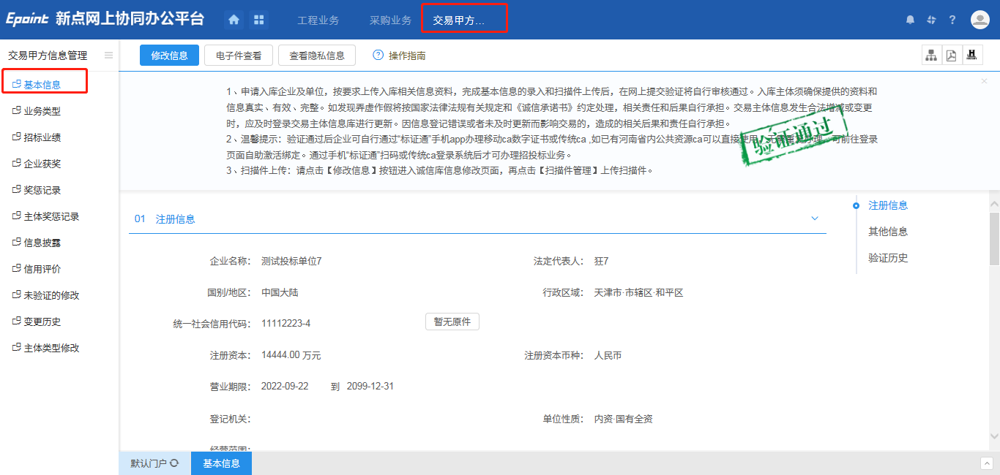 Epoint 新点网上协同办公平台
工程业务
采购业务
交易甲方...
交易甲方信息管理
修改信息
电子件查看
查看隐私信息
操作指南
基本信息
业务类型
招标业绩
企业获奖
奖惩记录
主体奖惩记录
信息披露
信用评价
未验证的修改
变更历史
主体类型修改
1、申请入库企业及单位，按要求上传入库相关信息资料，完成基本信息的录入和扫描件上传后，在网上提交验证将自行审核通过。入库主体须确保提供的资料和
信息真实、有效、完整。如发现弄虚作假将按国家法律法规有关规定和《诚信承诺书》约定处理，相关责任和后果自行承担。交易主体信息发生合法增减或变更
时，应及时登录交易主体信息库进行更新。因信息登记错误或者未及时更新而影响交易的，造成的相关后果和责任自行承担。
2、温馨提示：验证通过后企业可自行通过“标证通”手机app办理移动ca数字证书或传统ca ,如已有河南省内公共资源ca可以直接使用，无需重复办理，可前往登录
页面自助激活绑定。通过手机“标证通”扫码或传统ca登录系统后才可办理招投标业务。
3、扫描件上传：请点击【修改信息】按钮进入诚信库信息修改页面，再点击【扫描件管理】上传扫描件。
验证通过
01 注册信息
注册信息
其他信息
验证历史
企业名称： 测试投标单位7
法定代表人： 狂7
国别/地区： 中国大陆
行政区域： 天津市·市辖区·和平区
统一社会信用代码： 11112223-4
暂无原件
注册资本： 14444.00 万元
注册资本币种： 人民币
营业期限： 2022-09-22 到 2099-12-31
登记机关：
单位性质： 内资·国有全资
经营范围：
默认门户
基本信息